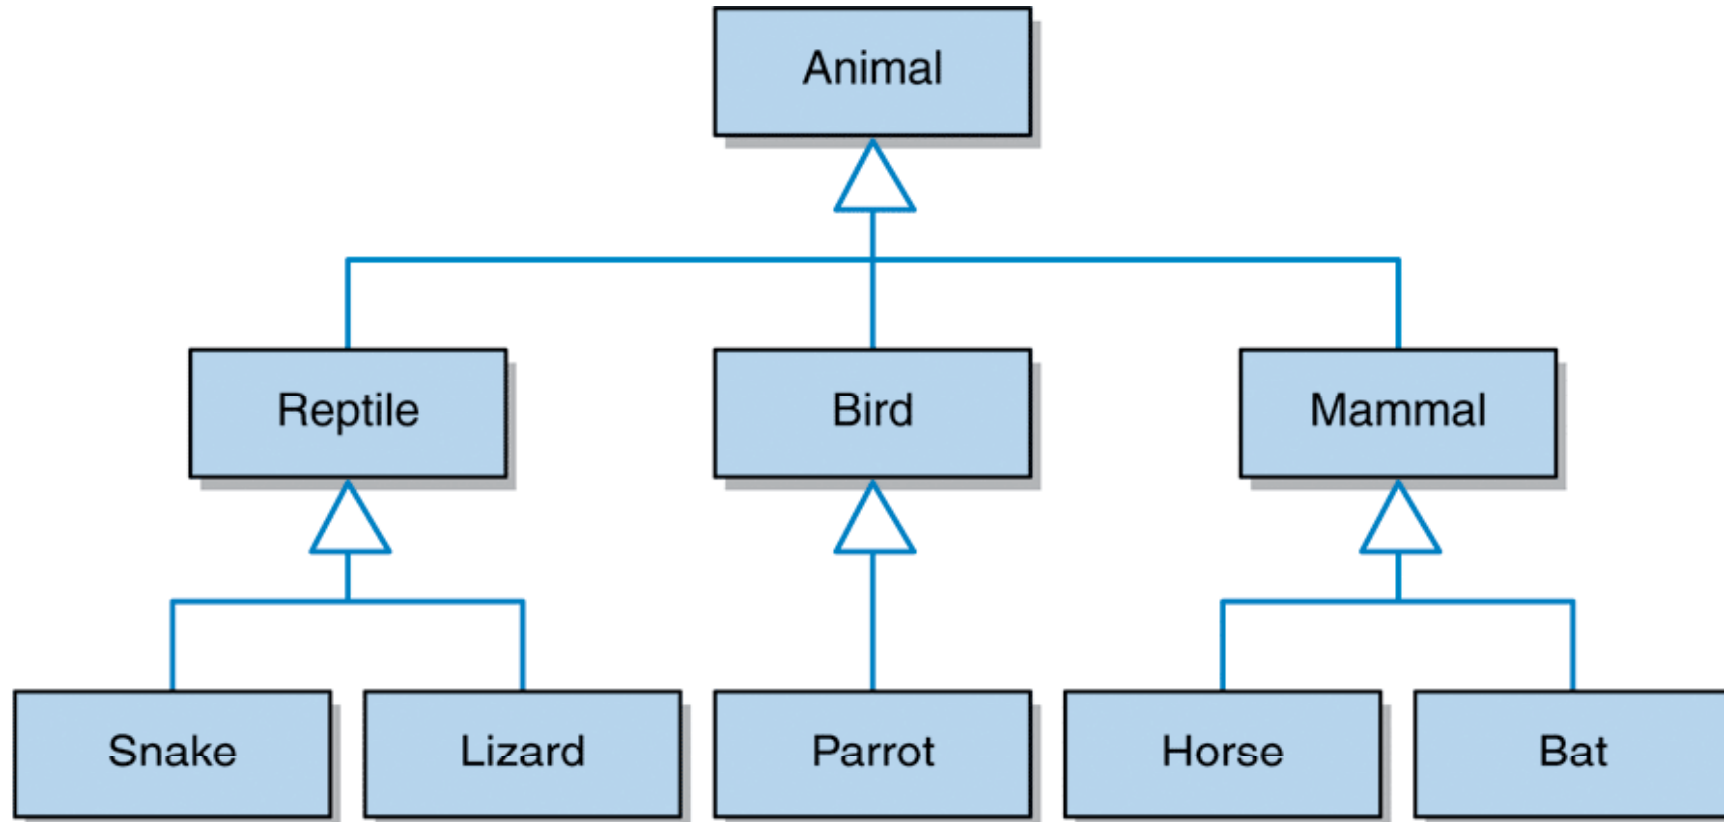 Animal
Reptile
Bird
Mammal
Snake
Lizard
Parrot
Horse
Bat